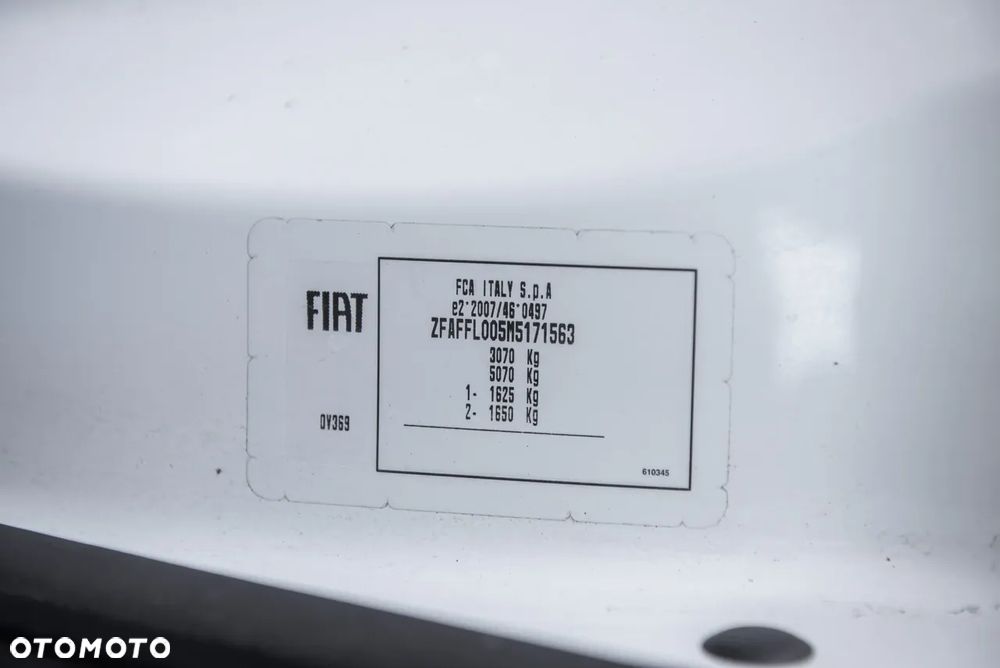 FIAT
DV369
FCA ITALY S.p.A
e2*2007/46*0497
ZFAFFL005M5171563
3070 Kg
5070 Kg
1- 1625 Kg
2- 1650 Kg
610345
OTOMOTO